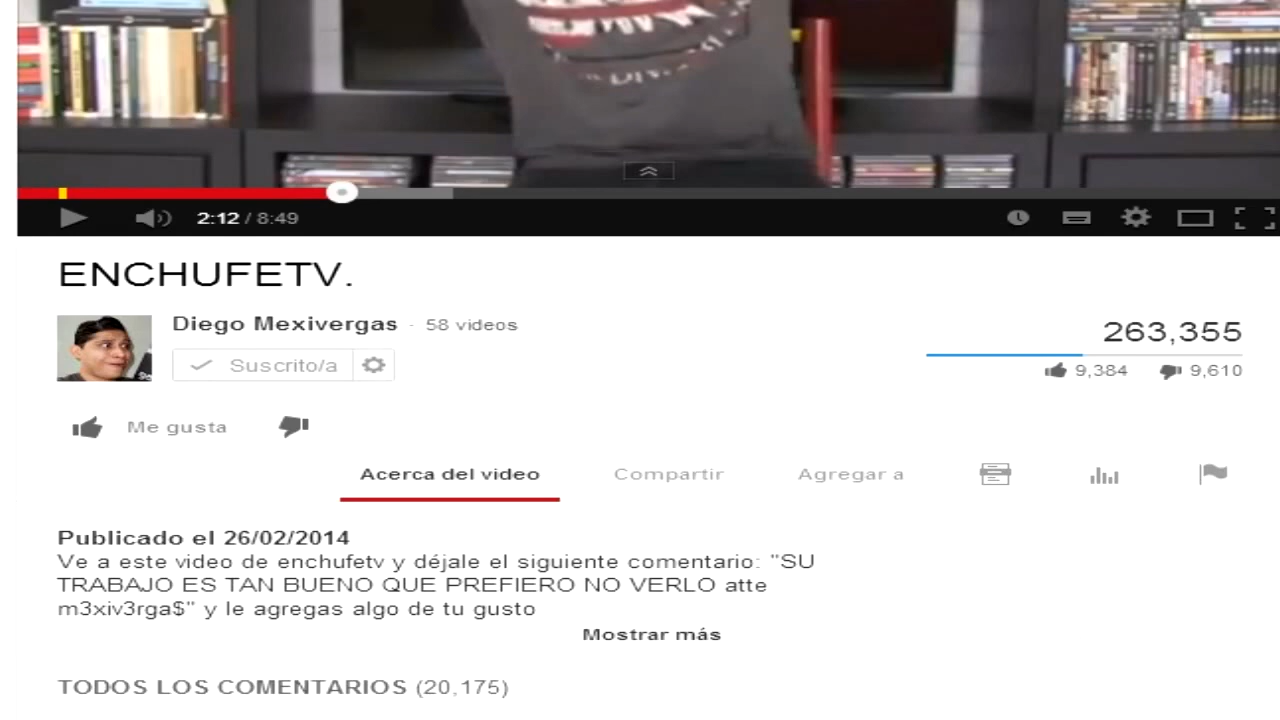 2:12 / 8:49
ENCHUFETV.
Diego Mexivergas · 58 videos
263,355
Suscrito/a
9,384 9,610
Me gusta
Acerca del video Compartir Agregar a
Publicado el 26/02/2014
Ve a este video de enchufetv y déjale el siguiente comentario: "SU
TRABAJO ES TAN BUENO QUE PREFIERO NO VERLO atte
m3xiv3rga$" y le agregas algo de tu gusto
Mostrar más
TODOS LOS COMENTARIOS (20,175)